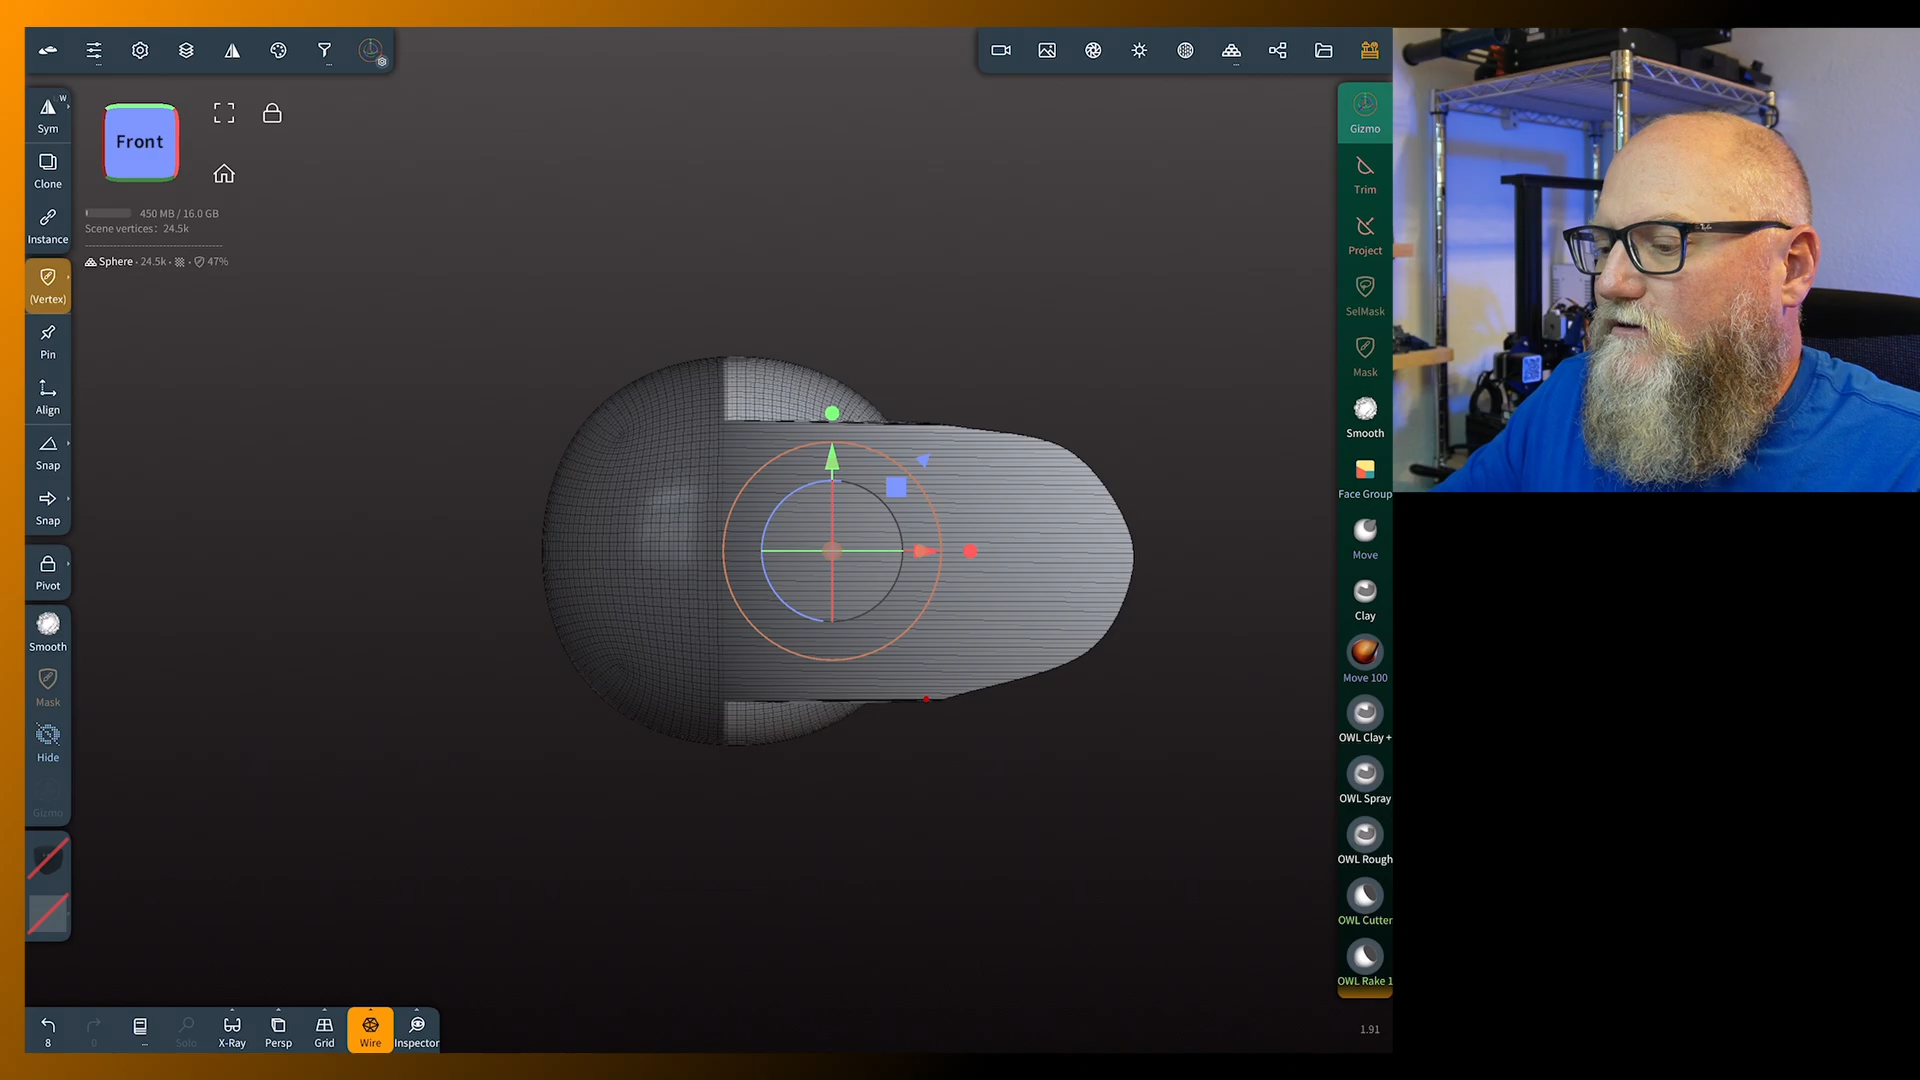 W
Sym
Front
Clone
450 MB / 16.0 GB
Scene vertices: 24.5k
Instance
Sphere · 24.5k · · 47%
(Vertex)
Pin
Align
Snap
Snap
Pivot
Smooth
Mask
Hide
Gizmo
8
0
...
Solo
X-Ray
Persp
Grid
Wire
Inspector
Gizmo
Trim
Project
SelMask
Mask
Smooth
Face Group
Move
Clay
Move 100
OWL Clay +
OWL Spray
OWL Rough
OWL Cutter
OWL Rake 1
1.91